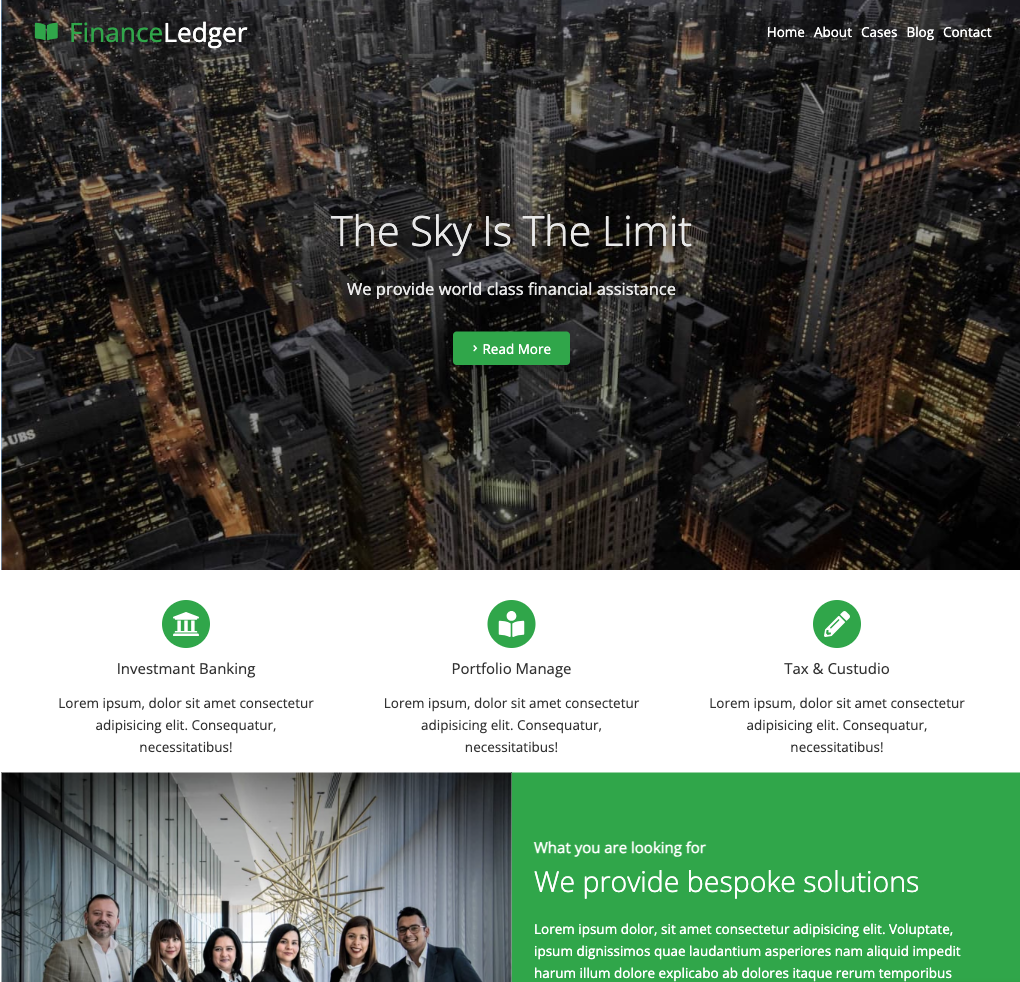 FinanceLedger
Home About Cases Blog Contact
The Sky Is The Limit
We provide world class financial assistance
Read More
UBS
Investmant Banking
Portfolio Manage
Tax & Custudio
Lorem ipsum, dolor sit amet consectetur
adipisicing elit. Consequatur,
necessitatibus!
Lorem ipsum, dolor sit amet consectetur
adipisicing elit. Consequatur,
necessitatibus!
Lorem ipsum, dolor sit amet consectetur
adipisicing elit. Consequatur,
necessitatibus!
What you are looking for
We provide bespoke solutions
Lorem ipsum dolor, sit amet consectetur adipisicing elit. Voluptate,
ipsum dignissimos quae laudantium asperiores nam aliquid impedit
harum illum dolore explicabo ab dolores itaque rerum temporibus